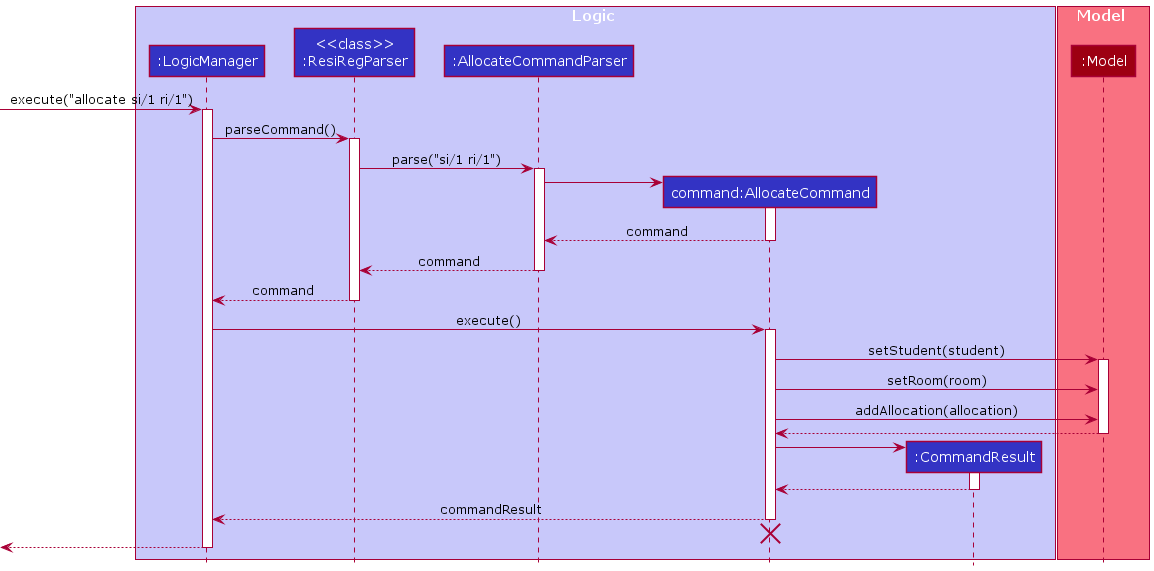 Logic
Model
<<class>>
:LogicManager
:ResiRegParser
:AllocateCommandParser
:Model
execute("allocate si/1 ri/1")
parseCommand()
parse("si/1 ri/1")
command:AllocateCommand
command
command
command
execute()
setStudent(student)
setRoom(room)
addAllocation(allocation)
:CommandResult
commandResult